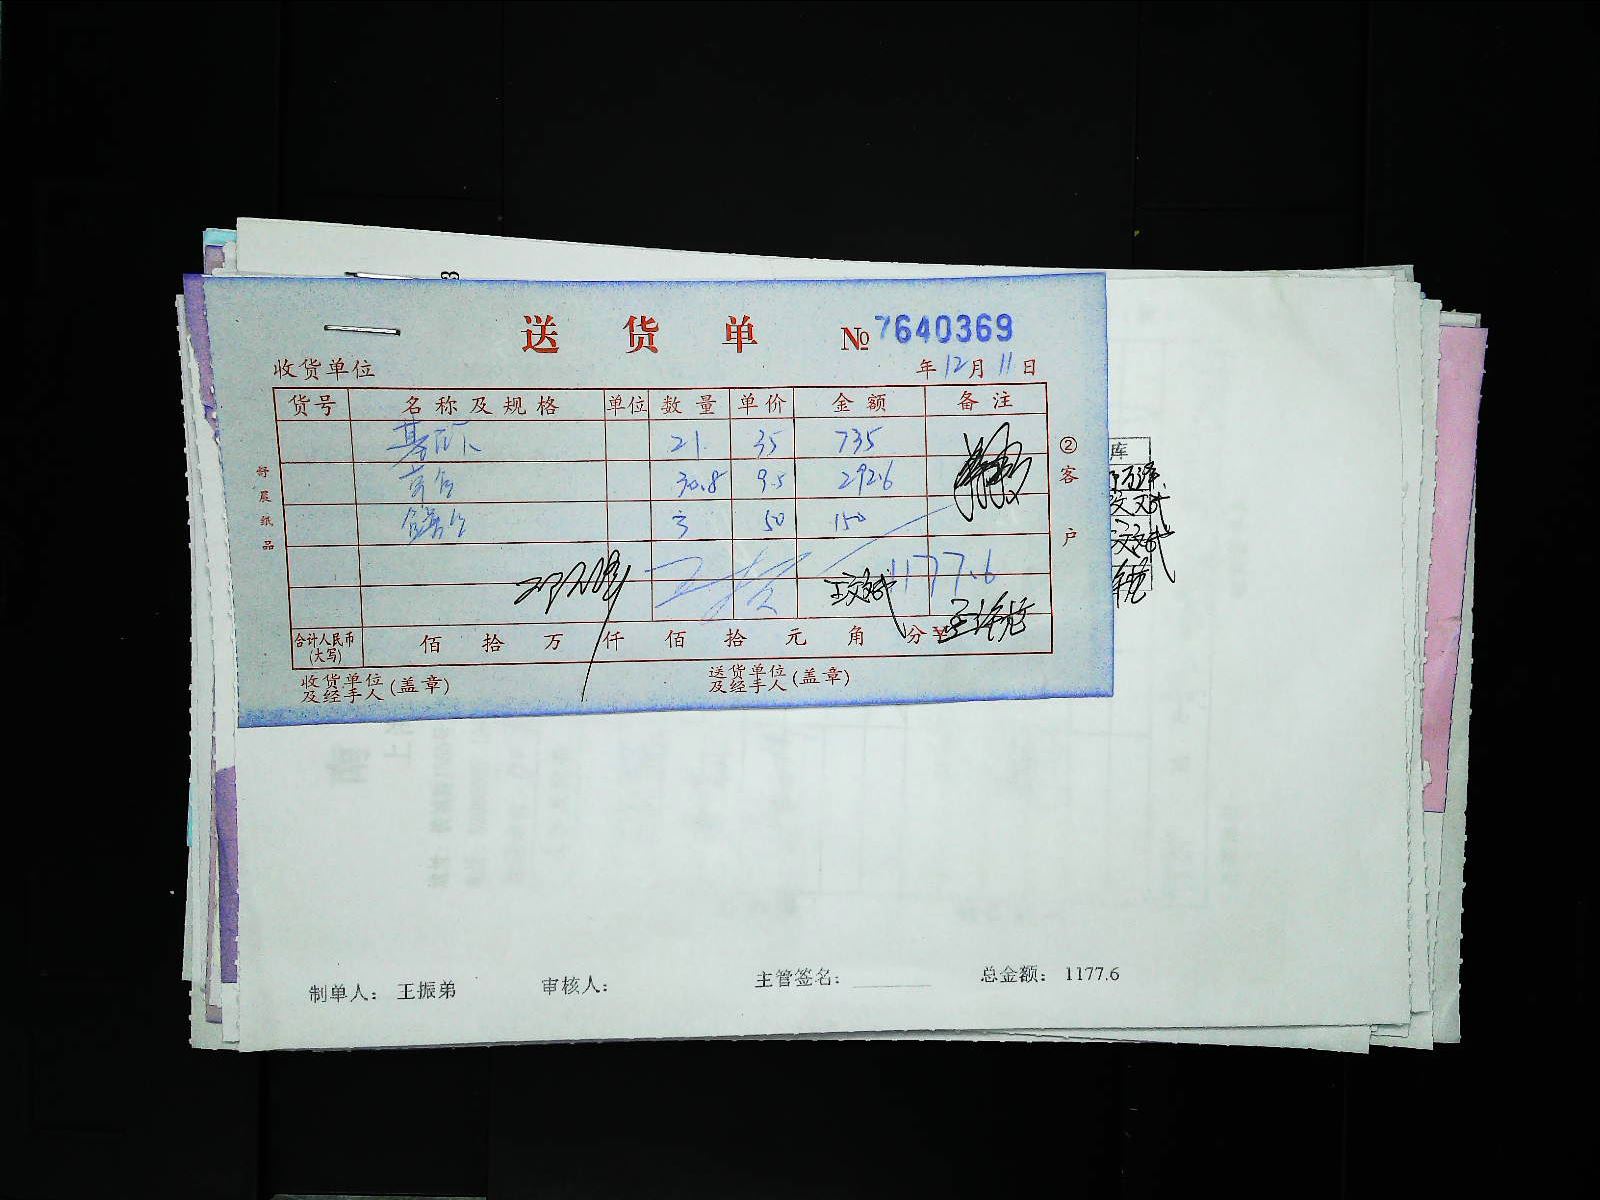 3
送货单 №7640369
收货单位 年12月11日
货号 名称及规格 单位 数量 单价 金额 备注
21. 35 735
30.8 9.5 292.6
3 50 150
1177.6
王文斌
合计人民币(大写) 佰 拾 万 仟 佰 拾 元 角 分 ¥
收货单位及经手人(盖章) 送货单位及经手人(盖章)
舒晨纸品
②客户
库
制单人: 王振弟 审核人: 主管签名: 总金额: 1177.6